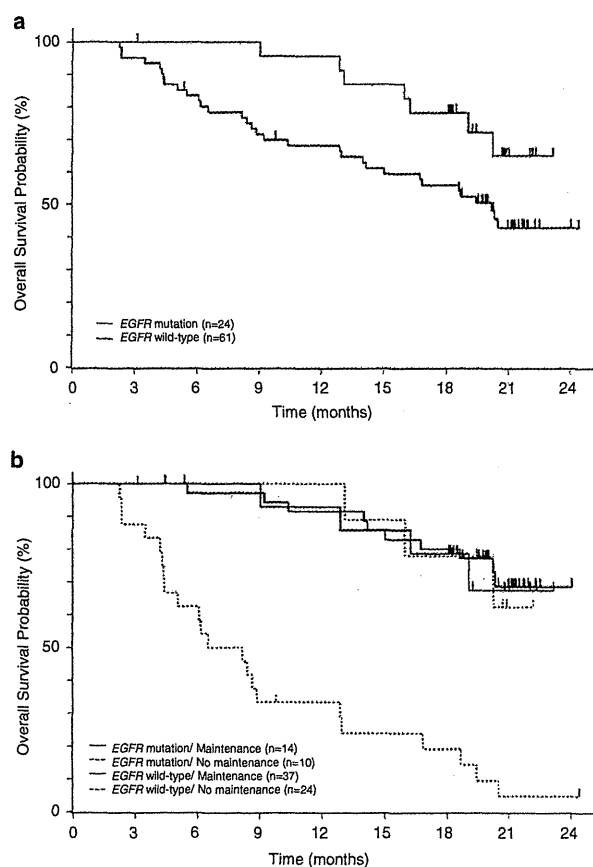 a
Overall Survival Probability (%)
100
50
0
EGFR mutation (n=24)
EGFR wild-type (n=61)
0 3 6 9 12 15 18 21 24
Time (months)
b
Overall Survival Probability (%)
100
50
0
EGFR mutation/ Maintenance (n=14)
EGFR mutation/ No maintenance (n=10)
EGFR wild-type/ Maintenance (n=37)
EGFR wild-type/ No maintenance (n=24)
0 3 6 9 12 15 18 21 24
Time (months)